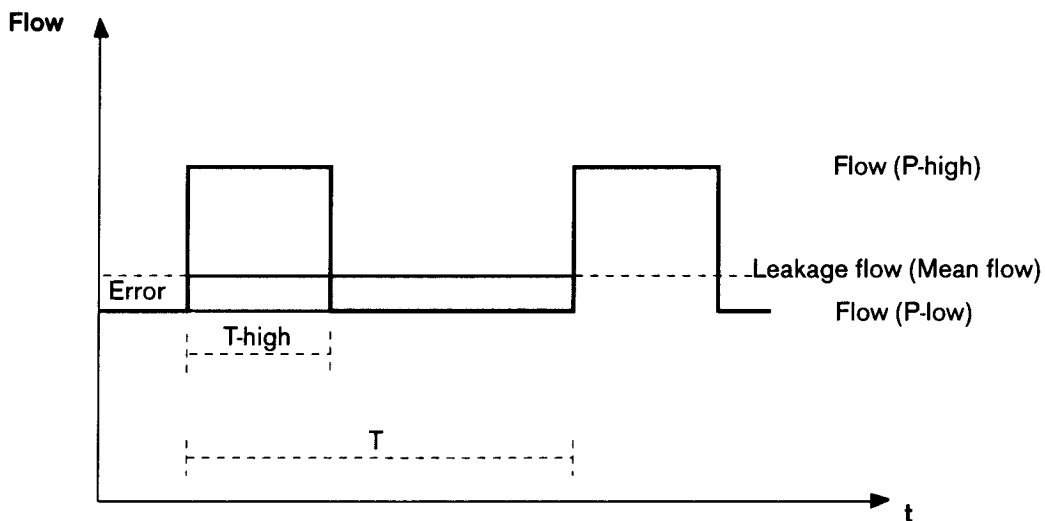 Flow
Flow (P-high)
Leakage flow (Mean flow)
Error
Flow (P-low)
T-high
T
t